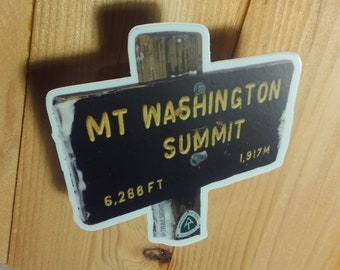 MT WASHINGTON
SUMMIT
6,288 FT
1,917 M